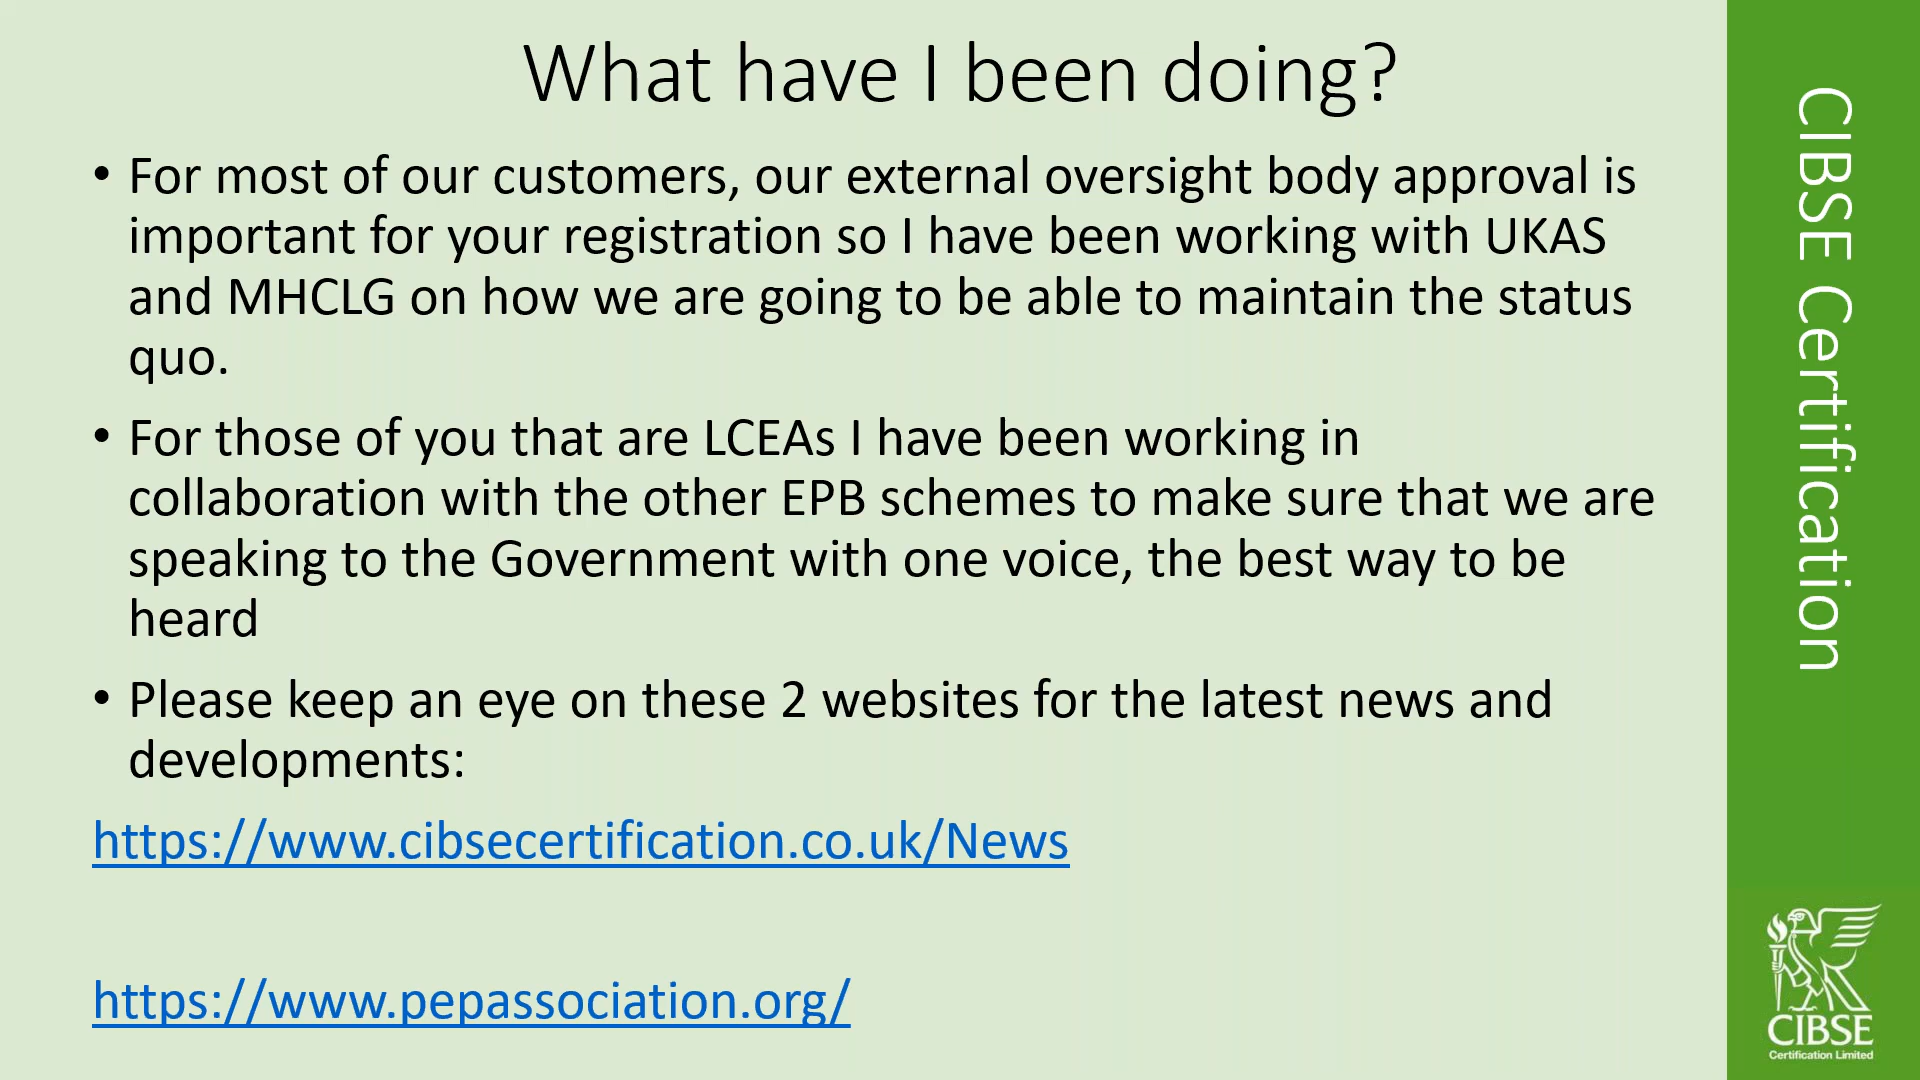 What have I been doing?
• For most of our customers, our external oversight body approval is
important for your registration so I have been working with UKAS
and MHCLG on how we are going to be able to maintain the status
quo.
• For those of you that are LCEAs I have been working in
collaboration with the other EPB schemes to make sure that we are
speaking to the Government with one voice, the best way to be
heard
• Please keep an eye on these 2 websites for the latest news and
developments:
https://www.cibsecertification.co.uk/News
https://www.pepassociation.org/
CIBSE Certification
CIBSE
Certification Limited